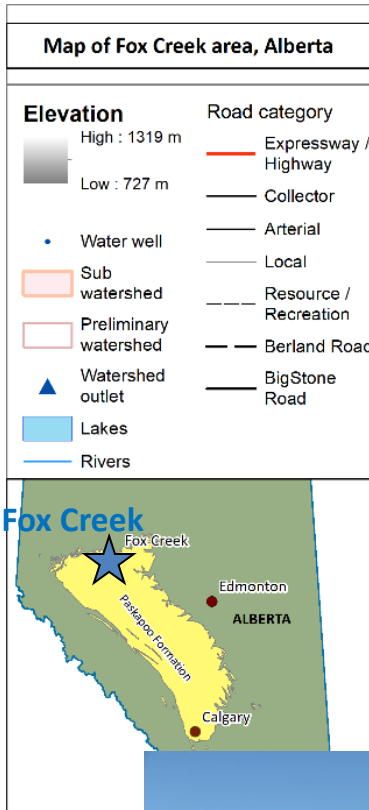 Map of Fox Creek area, Alberta
Elevation
High : 1319 m
Low : 727 m
Water well
Sub
watershed
Preliminary
watershed
Watershed
outlet
Lakes
Rivers
Road category
Expressway /
Highway
Collector
Arterial
Local
Resource /
Recreation
Berland Road
BigStone
Road
Fox Creek
Fox Creek
Edmonton
ALBERTA
Paskapoo Formation
Calgary